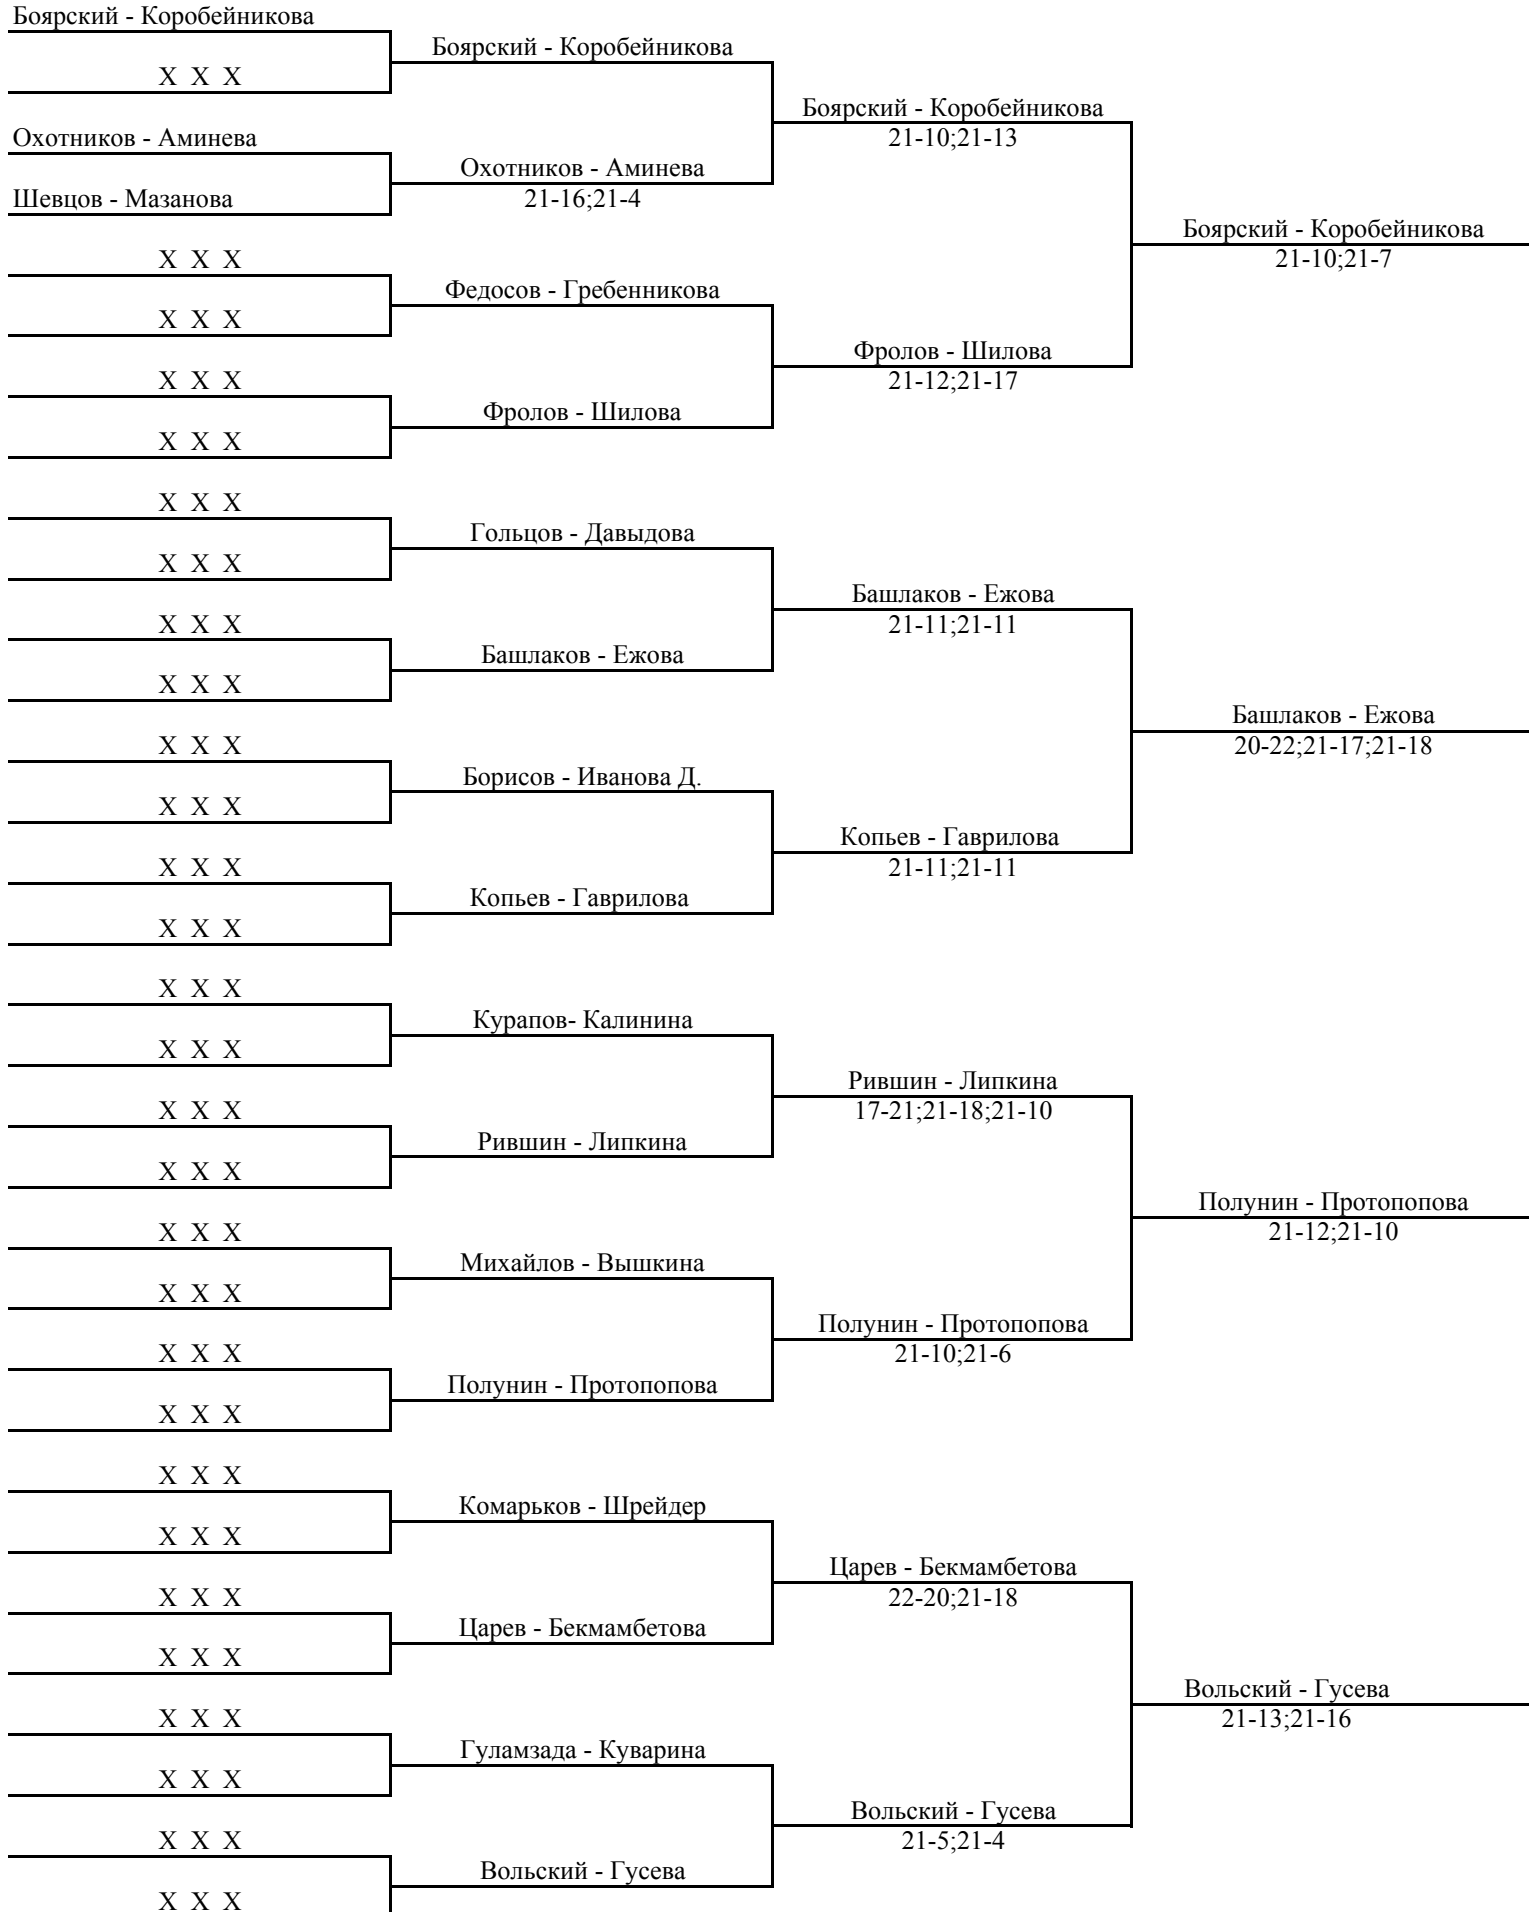 Боярский - Коробейникова
Боярский - Коробейникова
X X X
Боярский - Коробейникова
Охотников - Аминева
21-10;21-13
Охотников - Аминева
Шевцов - Мазанова
21-16;21-4
Боярский - Коробейникова
X X X
21-10;21-7
Федосов - Гребенникова
X X X
Фролов - Шилова
X X X
21-12;21-17
Фролов - Шилова
X X X
X X X
Гольцов - Давыдова
X X X
Башлаков - Ежова
X X X
21-11;21-11
Башлаков - Ежова
X X X
Башлаков - Ежова
X X X
20-22;21-17;21-18
Борисов - Иванова Д.
X X X
Копьев - Гаврилова
X X X
21-11;21-11
Копьев - Гаврилова
X X X
X X X
Курапов- Калинина
X X X
Рившин - Липкина
X X X
17-21;21-18;21-10
Рившин - Липкина
X X X
Полунин - Протопопова
X X X
21-12;21-10
Михайлов - Вышкина
X X X
Полунин - Протопопова
X X X
21-10;21-6
Полунин - Протопопова
X X X
X X X
Комарьков - Шрейдер
X X X
Царев - Бекмамбетова
X X X
22-20;21-18
Царев - Бекмамбетова
X X X
Вольский - Гусева
X X X
21-13;21-16
Гуламзада - Куварина
X X X
Вольский - Гусева
X X X
21-5;21-4
Вольский - Гусева
X X X